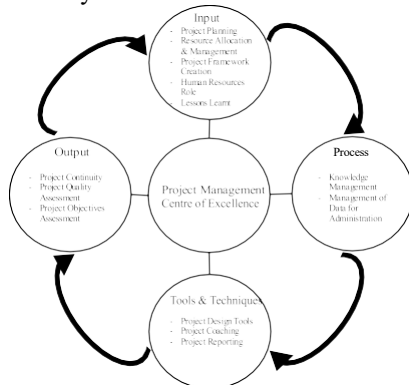 Input
- Project Planning
- Resource Allocation
& Management
- Project Framework
Creation
- Human Resources
Role
- Lessons Learnt
Process
- Knowledge
Management
- Management of
Data for
Administration
Output
- Project Continuity
- Project Quality
Assessment
- Project Objectives
Assessment
Project Management
Centre of Excellence
Tools & Techniques
- Project Design Tools
- Project Coaching
- Project Reporting